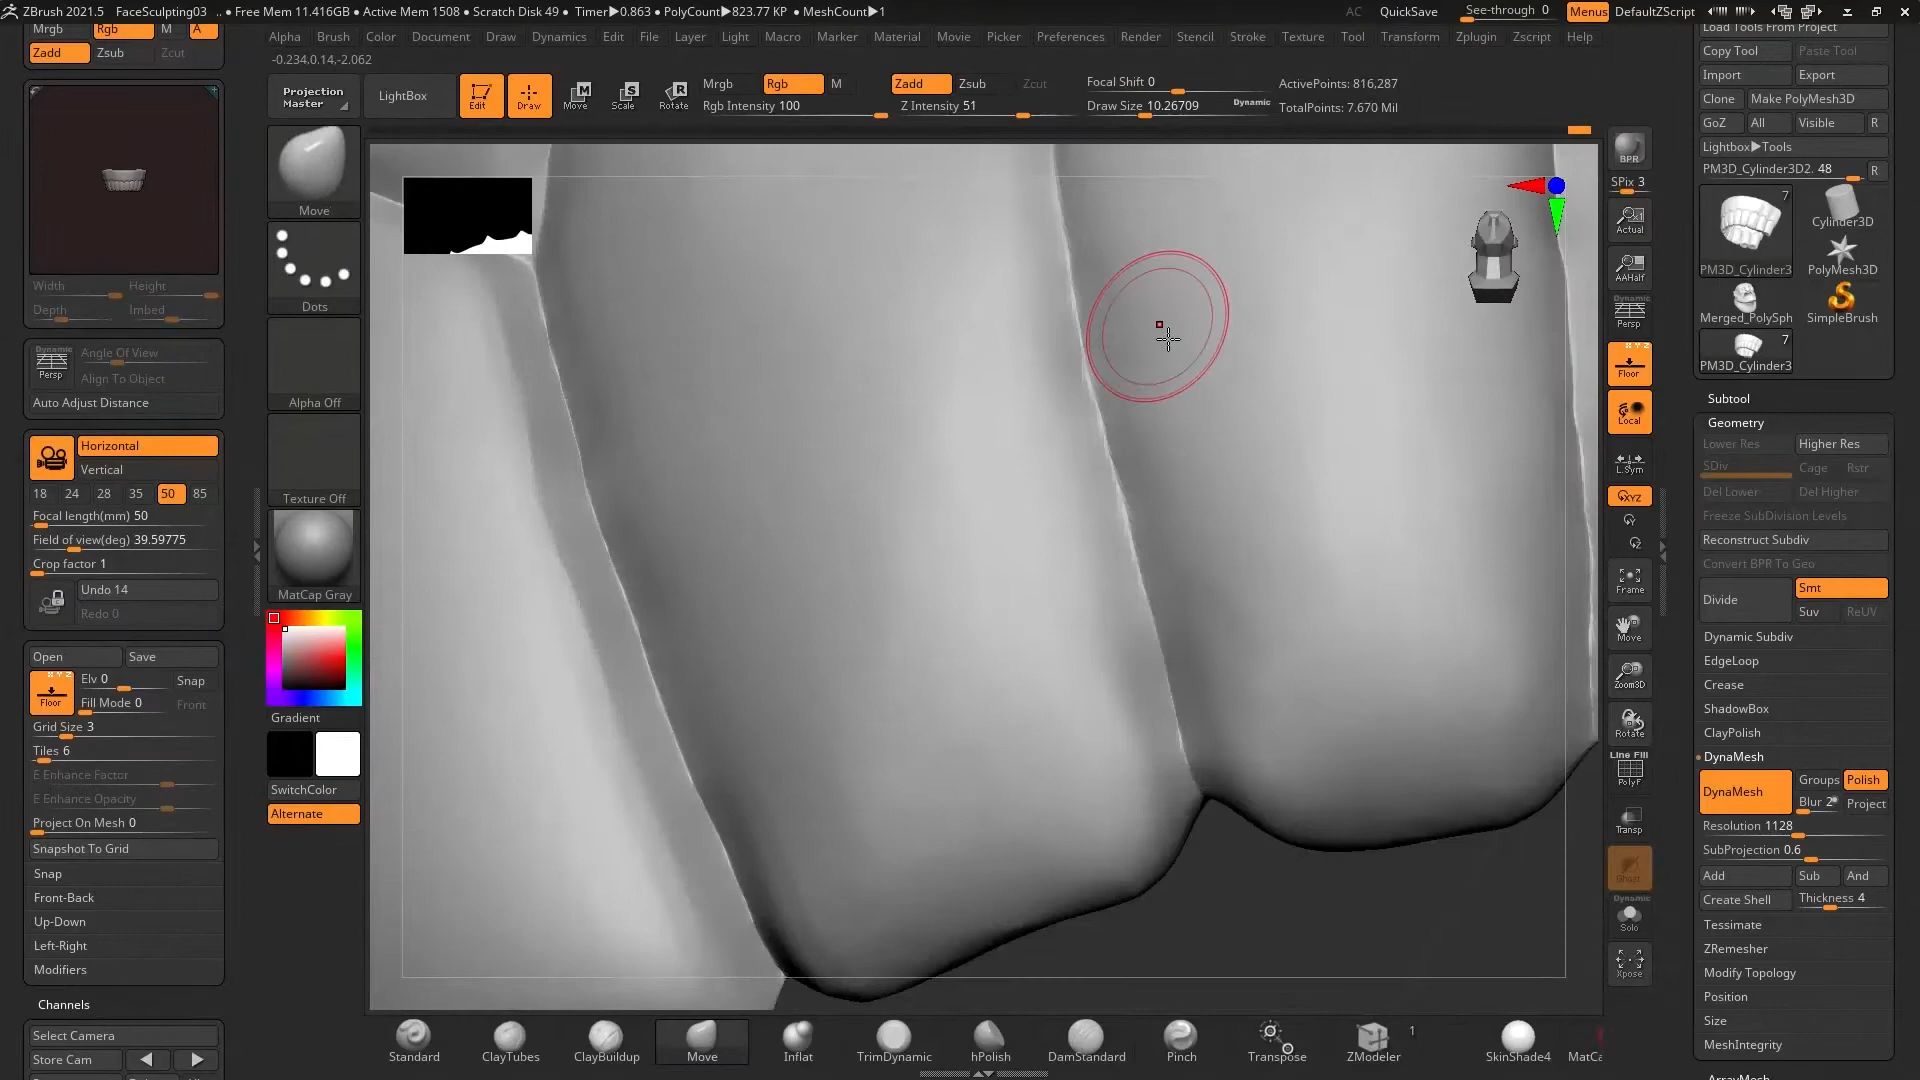 ZBrush 2021.5 FaceSculpting03 .. • Free Mem 11.416GB • Active Mem 1508 • Scratch Disk 49 • Timer▶0.863 • PolyCount▶823.77 KP • MeshCount▶1 AC QuickSave See-through 0 Menus DefaultZScript
Alpha Brush Color Document Draw Dynamics Edit File Layer Light Macro Marker Material Movie Picker Preferences Render Stencil Stroke Texture Tool Transform Zplugin Zscript Help
-0.234,0.14,-2.062
Mrgb Rgb M A
Zadd Zsub Zcut
Width Height
Depth Imbed
Dynamic
Persp
Angle Of View
Align To Object
Auto Adjust Distance
Horizontal
Vertical
18 24 28 35 50 85
Focal length(mm) 50
Field of view(deg) 39.59775
Crop factor 1
Undo 14
Redo 0
Open Save
X Y Z
Floor
Elv 0 Snap
Fill Mode 0 Front
Grid Size 3
Tiles 6
E Enhance Factor
E Enhance Opacity
Project On Mesh 0
Snapshot To Grid
Snap
Front-Back
Up-Down
Left-Right
Modifiers
Channels
Select Camera
Store Cam
Projection
Master
LightBox
Edit
Draw
Move
Scale
Rotate
Mrgb Rgb M
Rgb Intensity 100
Zadd Zsub Zcut
Z Intensity 51
Focal Shift 0
Draw Size 10.26709 Dynamic
ActivePoints: 816,287
TotalPoints: 7.670 Mil
Move
Dots
Alpha Off
Texture Off
MatCap Gray
Gradient
SwitchColor
Alternate
BPR
SPix 3
Actual
AAHalf
Dynamic
Persp
X Y Z
Floor
Local
L.Sym
XYZ
Y
Z
Frame
Move
Zoom3D
Rotate
Line Fill
PolyF
Transp
Ghost
Dynamic
Solo
Xpose
Load Tools From Project
Copy Tool Paste Tool
Import Export
Clone Make PolyMesh3D
GoZ All Visible R
Lightbox▶Tools
PM3D_Cylinder3D2. 48 R
7
PM3D_Cylinder3
Cylinder3D
PolyMesh3D
Merged_PolySph
SimpleBrush
7
PM3D_Cylinder3
Subtool
Geometry
Lower Res Higher Res
SDiv Cage Rstr
Del Lower Del Higher
Freeze SubDivision Levels
Reconstruct Subdiv
Convert BPR To Geo
Divide Smt
Suv ReUV
Dynamic Subdiv
EdgeLoop
Crease
ShadowBox
ClayPolish
DynaMesh
DynaMesh Groups Polish
Blur 2 Project
Resolution 1128
SubProjection 0.6
Add Sub And
Create Shell Thickness 4
Tessimate
ZRemesher
Modify Topology
Position
Size
MeshIntegrity
ArrayMesh
Standard ClayTubes ClayBuildup Move Inflat TrimDynamic hPolish DamStandard Pinch Transpose ZModeler 1 SkinShade4 MatCa